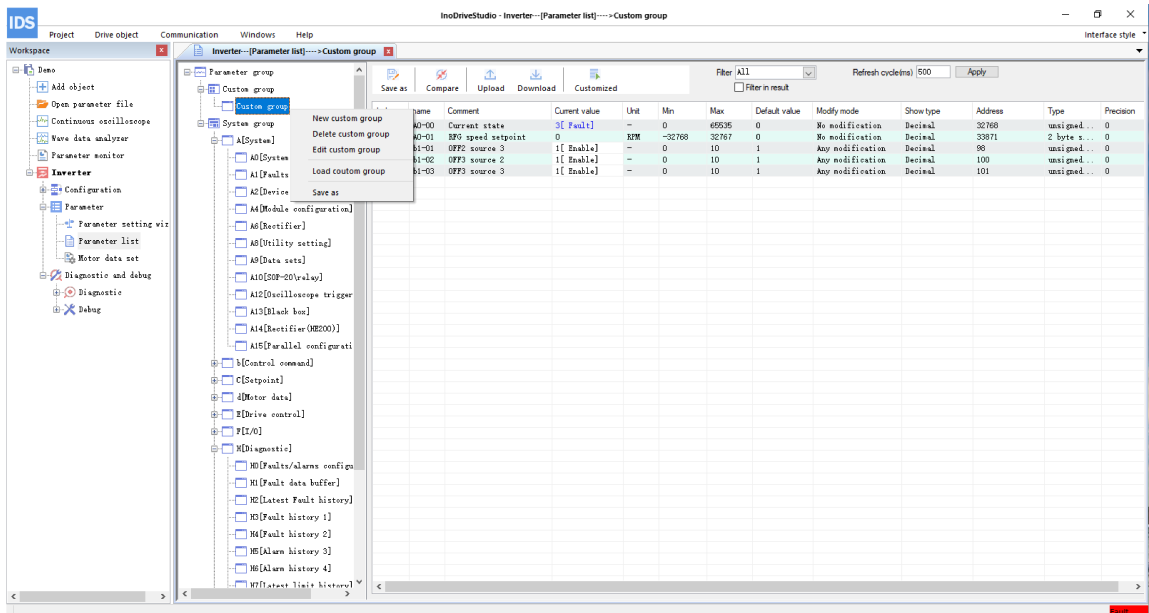 IDS
InoDriveStudio - Inverter---[Parameter list]---->Custom group
Project Drive object Communication Windows Help
Interface style
Workspace
Inverter---[Parameter list]---->Custom group
Demo
Add object
Open parameter file
Continuous oscilloscope
Wave data analyzer
Parameter monitor
Inverter
Configuration
Parameter
Parameter setting wiz
Parameter list
Motor data set
Diagnostic and debug
Diagnostic
Debug
Parameter group
Custom group
Custom group
System group
A[System]
A0[System
A1[Faults
A2[Device
A4[Module configuration]
A6[Rectifier]
A8[Utility setting]
A9[Data sets]
A10[SOP-20\relay]
A12[Oscilloscope trigger
A13[Black box]
A14[Rectifier(HE200)]
A15[Parallel configurati
b[Control command]
C[Setpoint]
d[Motor data]
E[Drive control]
F[I/O]
H[Diagnostic]
H0[Faults/alarms configu
H1[Fault data buffer]
H2[Latest Fault history]
H3[Fault history 1]
H4[Fault history 2]
H5[Alarm history 3]
H6[Alarm history 4]
H7[Latest limit history]
New custom group
Delete custom group
Edit custom group
Load coutom group
Save as
Save as Compare Upload Download Customized
Filter All
Filter in result
Refresh cycle(ms) 500 Apply
name Comment Current value Unit Min Max Default value Modify mode Show type Address Type Precision
A0-00 Current state 3[ Fault] - 0 65535 0 No modification Decimal 32768 unsigned... 0
A0-01 RFG speed setpoint 0 RPM -32768 32767 0 No modification Decimal 33871 2 byte s... 0
b1-01 OFF2 source 3 1[ Enable] - 0 10 1 Any modification Decimal 98 unsigned... 0
b1-02 OFF3 source 2 1[ Enable] - 0 10 1 Any modification Decimal 100 unsigned... 0
b1-03 OFF3 source 3 1[ Enable] - 0 10 1 Any modification Decimal 101 unsigned... 0